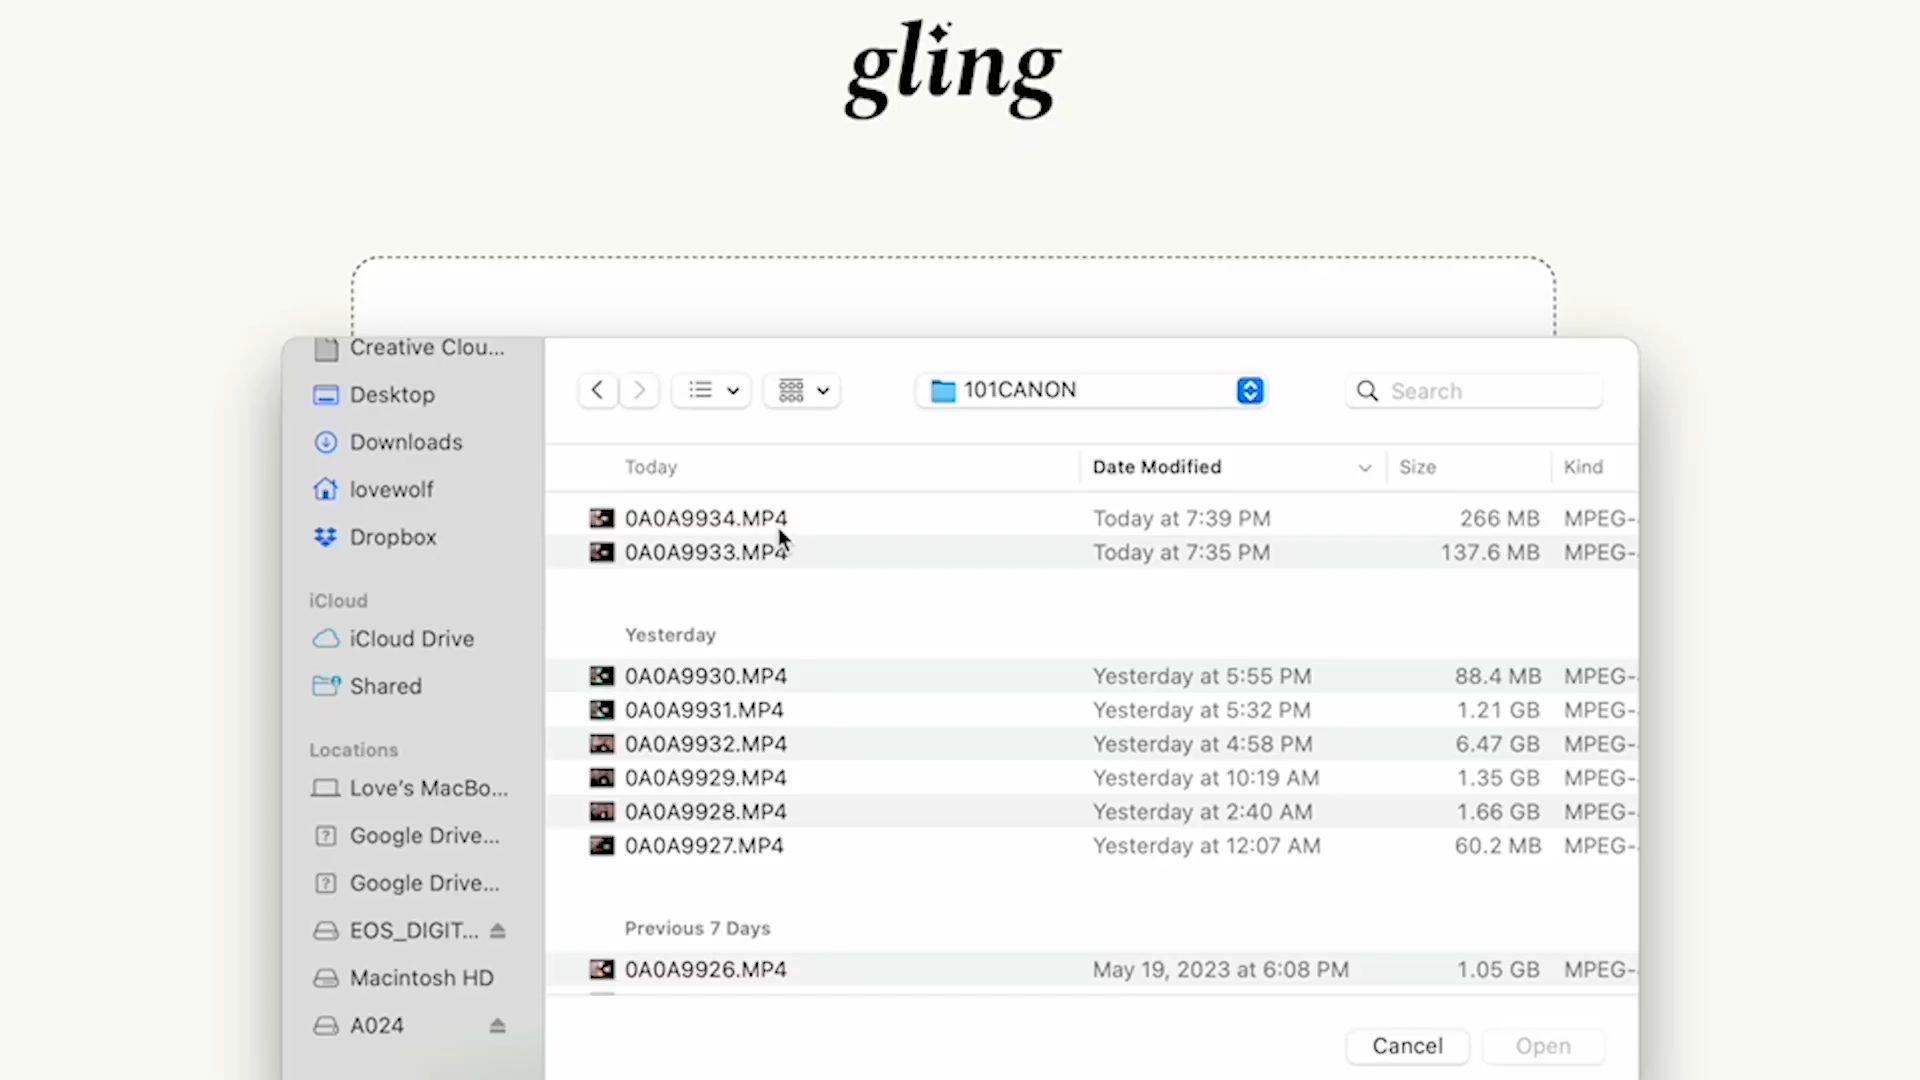 gling
Creative Clou...
Desktop
Downloads
lovewolf
Dropbox
iCloud
iCloud Drive
Shared
Locations
Love's MacBo...
Google Drive...
Google Drive...
EOS_DIGIT...
Macintosh HD
A024
101CANON
Search
Today Date Modified Size Kind
0A0A9934.MP4 Today at 7:39 PM 266 MB MPEG-
0A0A9933.MP4 Today at 7:35 PM 137.6 MB MPEG-
Yesterday
0A0A9930.MP4 Yesterday at 5:55 PM 88.4 MB MPEG-
0A0A9931.MP4 Yesterday at 5:32 PM 1.21 GB MPEG-
0A0A9932.MP4 Yesterday at 4:58 PM 6.47 GB MPEG-
0A0A9929.MP4 Yesterday at 10:19 AM 1.35 GB MPEG-
0A0A9928.MP4 Yesterday at 2:40 AM 1.66 GB MPEG-
0A0A9927.MP4 Yesterday at 12:07 AM 60.2 MB MPEG-
Previous 7 Days
0A0A9926.MP4 May 19, 2023 at 6:08 PM 1.05 GB MPEG-
Cancel Open